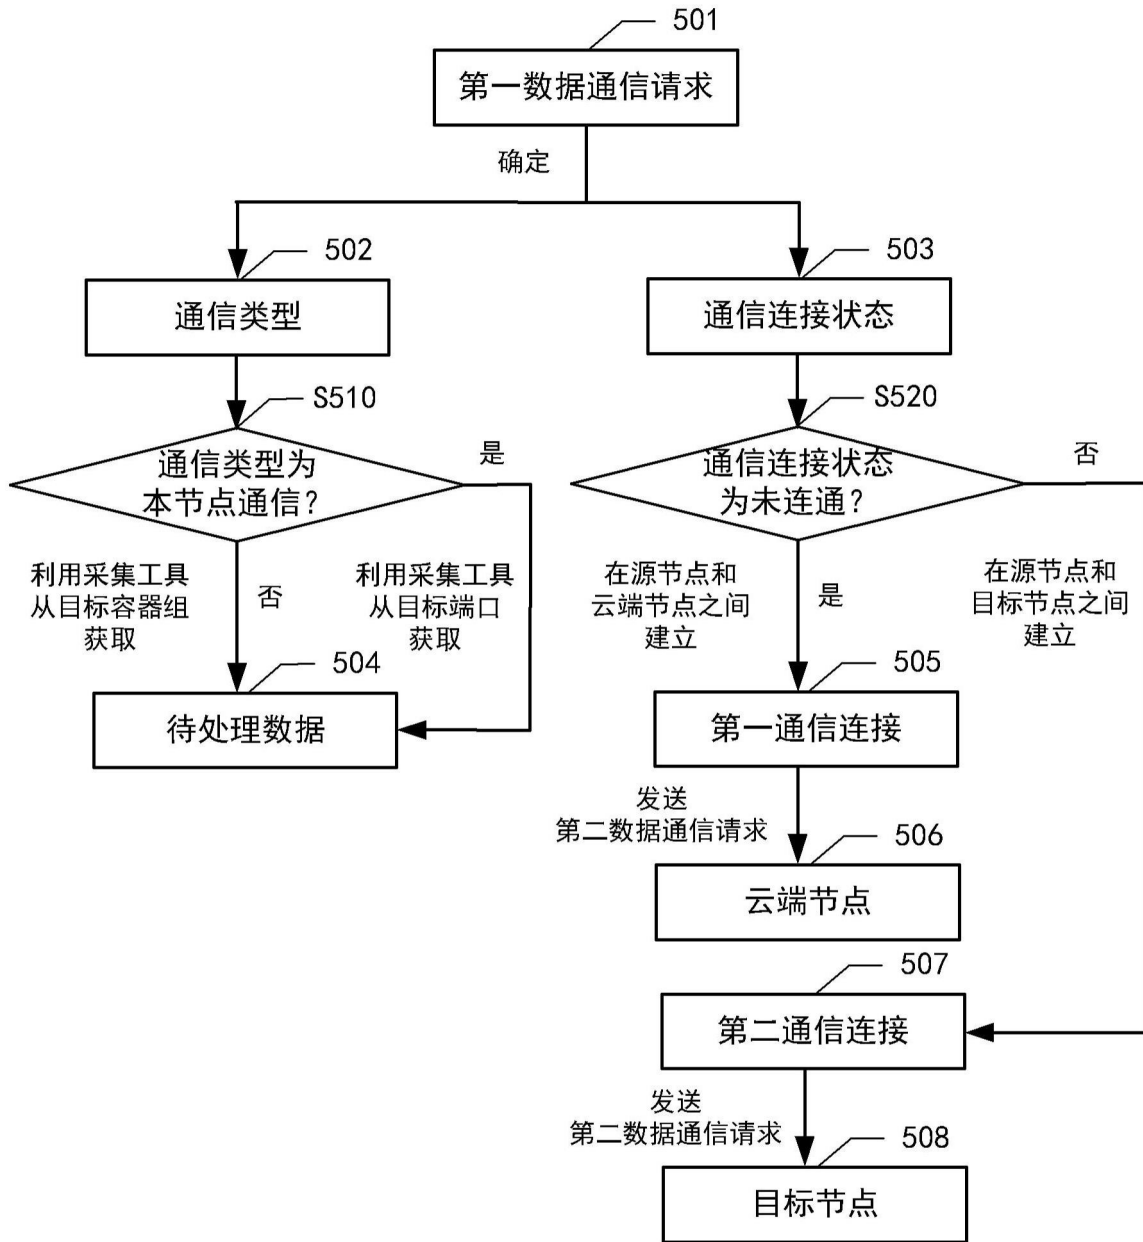 501
第一数据通信请求
确定
502
503
通信类型
通信连接状态
S510
S520
通信类型为
本节点通信？
是
通信连接状态
为未连通？
否
利用采集工具
从目标容器组
获取
否
利用采集工具
从目标端口
获取
在源节点和
云端节点之间
建立
是
在源节点和
目标节点之间
建立
504
待处理数据
505
第一通信连接
发送
第二数据通信请求
506
云端节点
507
第二通信连接
发送
第二数据通信请求
508
目标节点